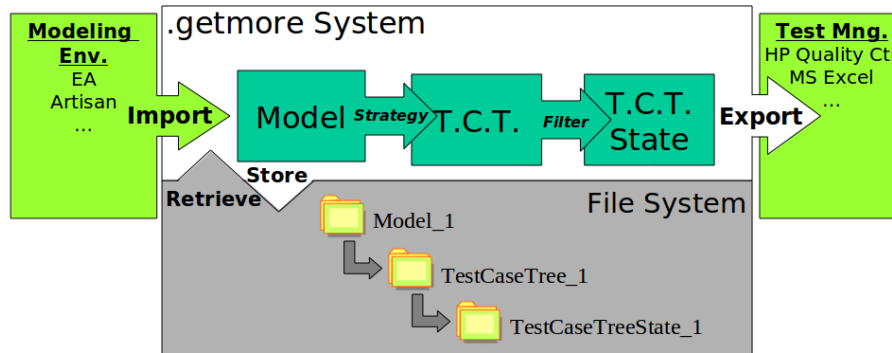 Modeling
Env.
EA
Artisan
...
Import
.getmore System
Model
Strategy
T.C.T.
Filter
T.C.T.
State
Export
Test Mng.
HP Quality Ct
MS Excel
...
Store
Retrieve
File System
Model_1
TestCaseTree_1
TestCaseTreeState_1